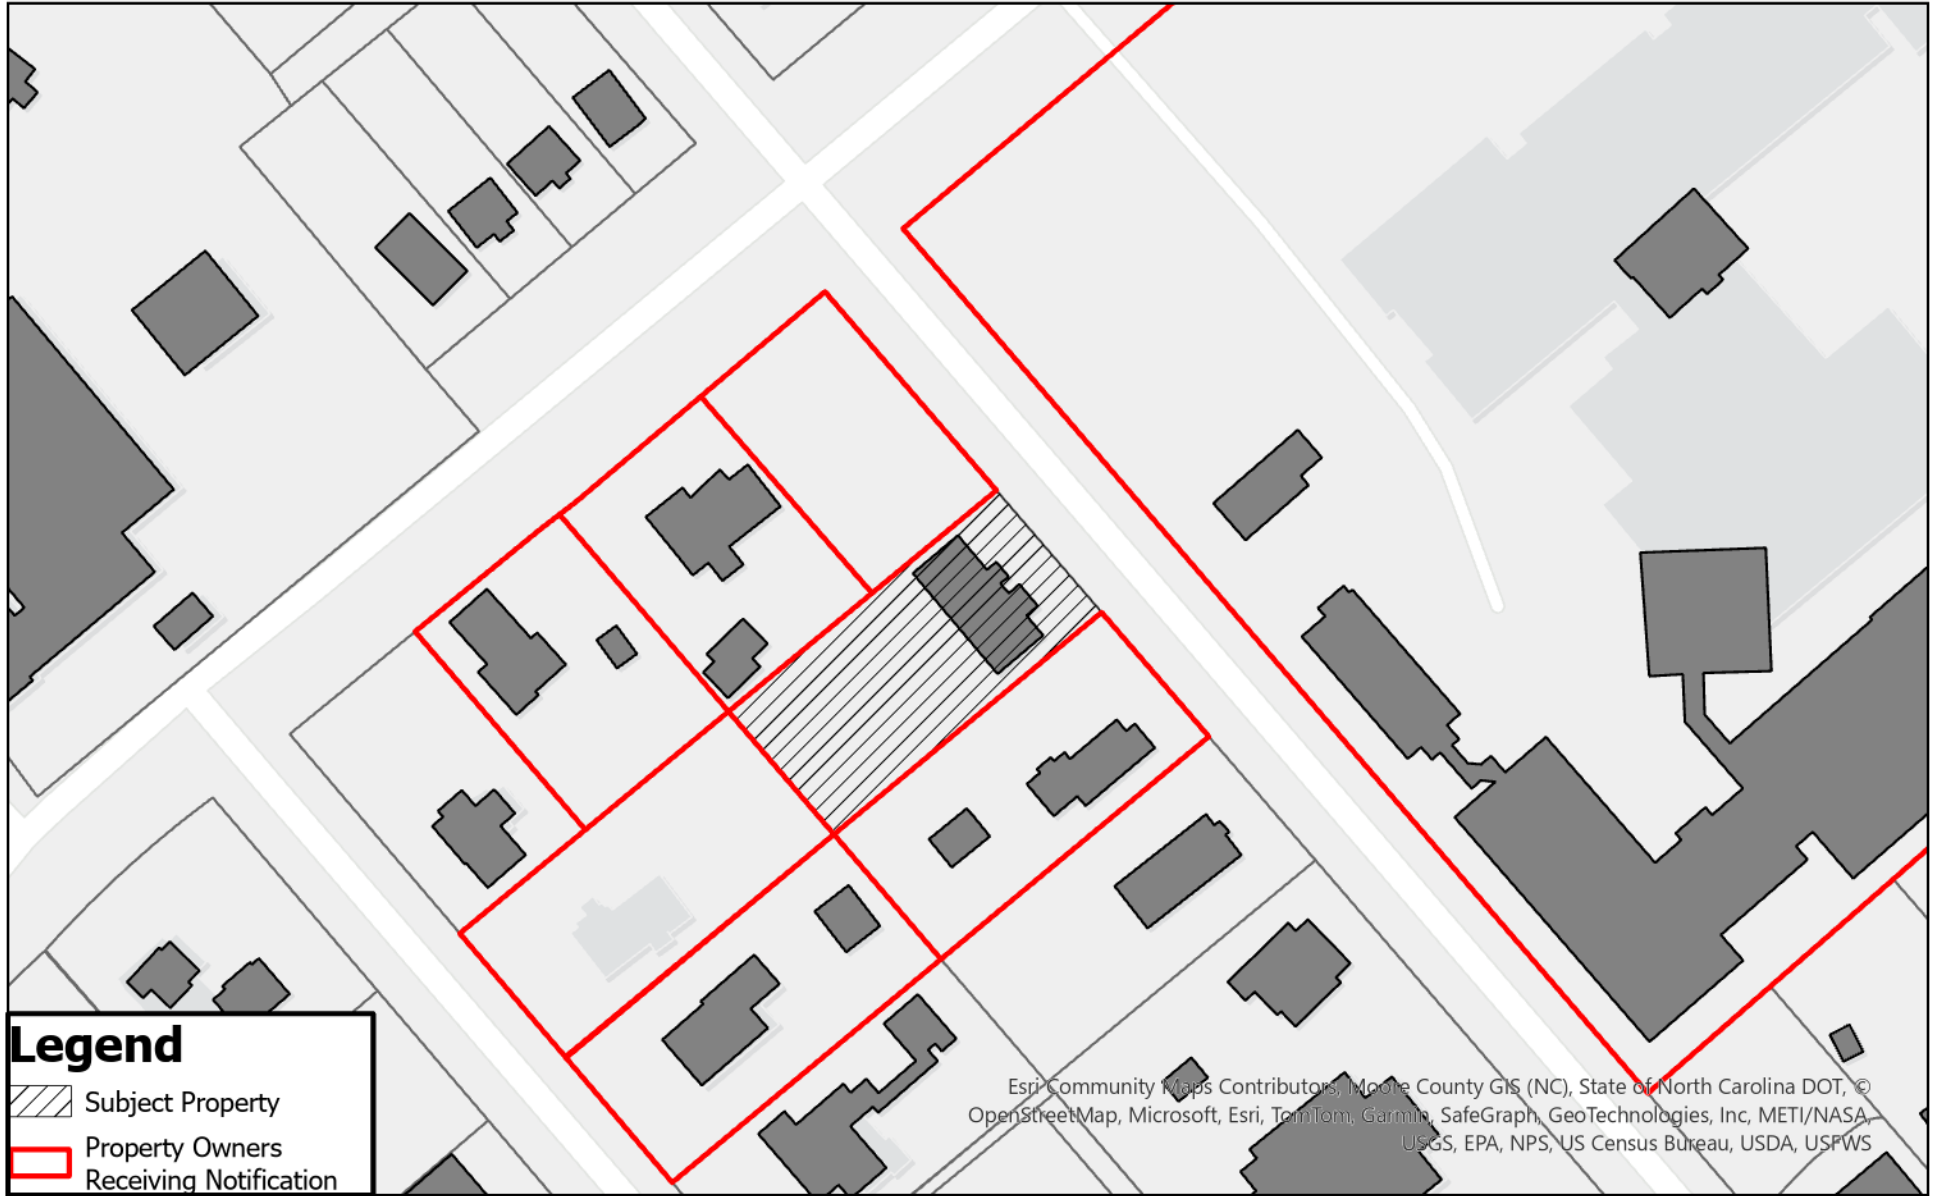 Legend
Subject Property
Property Owners
Receiving Notification
Esri Community Maps Contributors, Moore County GIS (NC), State of North Carolina DOT, ©
OpenStreetMap, Microsoft, Esri, TomTom, Garmin, SafeGraph, GeoTechnologies, Inc, METI/NASA,
USGS, EPA, NPS, US Census Bureau, USDA, USFWS